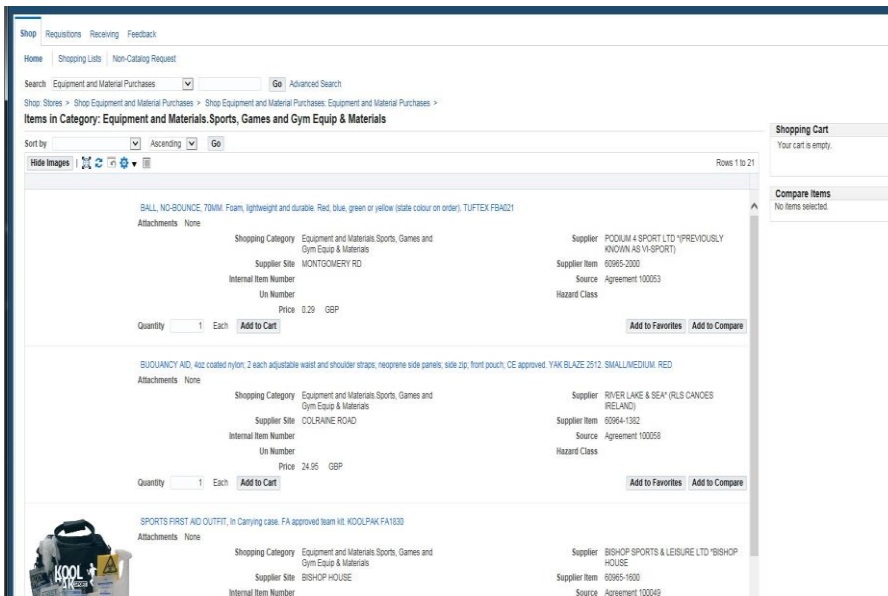 Shop Requisitions Receiving Feedback
Home Shopping Lists Non-Catalog Request
Search Equipment and Material Purchases Go Advanced Search
Shop: Stores > Shop Equipment and Material Purchases > Shop Equipment and Material Purchases: Equipment and Material Purchases >
Items in Category: Equipment and Materials.Sports, Games and Gym Equip & Materials
Sort by Ascending Go
Hide Images Rows 1 to 21
Shopping Cart
Your cart is empty.
Compare Items
No items selected.
BALL, NO-BOUNCE, 70MM. Foam, lightweight and durable. Red, blue, green or yellow (state colour on order). TUFTEX FBA021
Attachments None
Shopping Category Equipment and Materials.Sports, Games and Gym Equip & Materials
Supplier PODIUM 4 SPORT LTD *(PREVIOUSLY KNOWN AS VI-SPORT)
Supplier Site MONTGOMERY RD Supplier Item 60965-2000
Internal Item Number Source Agreement 100053
Un Number Hazard Class
Price 0.29 GBP
Quantity 1 Each Add to Cart Add to Favorites Add to Compare
BUOUANCY AID, 4oz coated nylon; 2 each adjustable waist and shoulder straps; neoprene side panels; side zip; front pouch; CE approved. YAK BLAZE 2512. SMALL/MEDIUM. RED
Attachments None
Shopping Category Equipment and Materials.Sports, Games and Gym Equip & Materials
Supplier RIVER LAKE & SEA* (RLS CANOES IRELAND)
Supplier Site COLRAINE ROAD Supplier Item 60964-1382
Internal Item Number Source Agreement 100058
Un Number Hazard Class
Price 24.95 GBP
Quantity 1 Each Add to Cart Add to Favorites Add to Compare
SPORTS FIRST AID OUTFIT, In Carrying case. FA approved team kit. KOOLPAK FA1830
Attachments None
Shopping Category Equipment and Materials.Sports, Games and Gym Equip & Materials
Supplier BISHOP SPORTS & LEISURE LTD *BISHOP HOUSE
Supplier Site BISHOP HOUSE Supplier Item 60965-1600
Internal Item Number Source Agreement 100049
KOOL